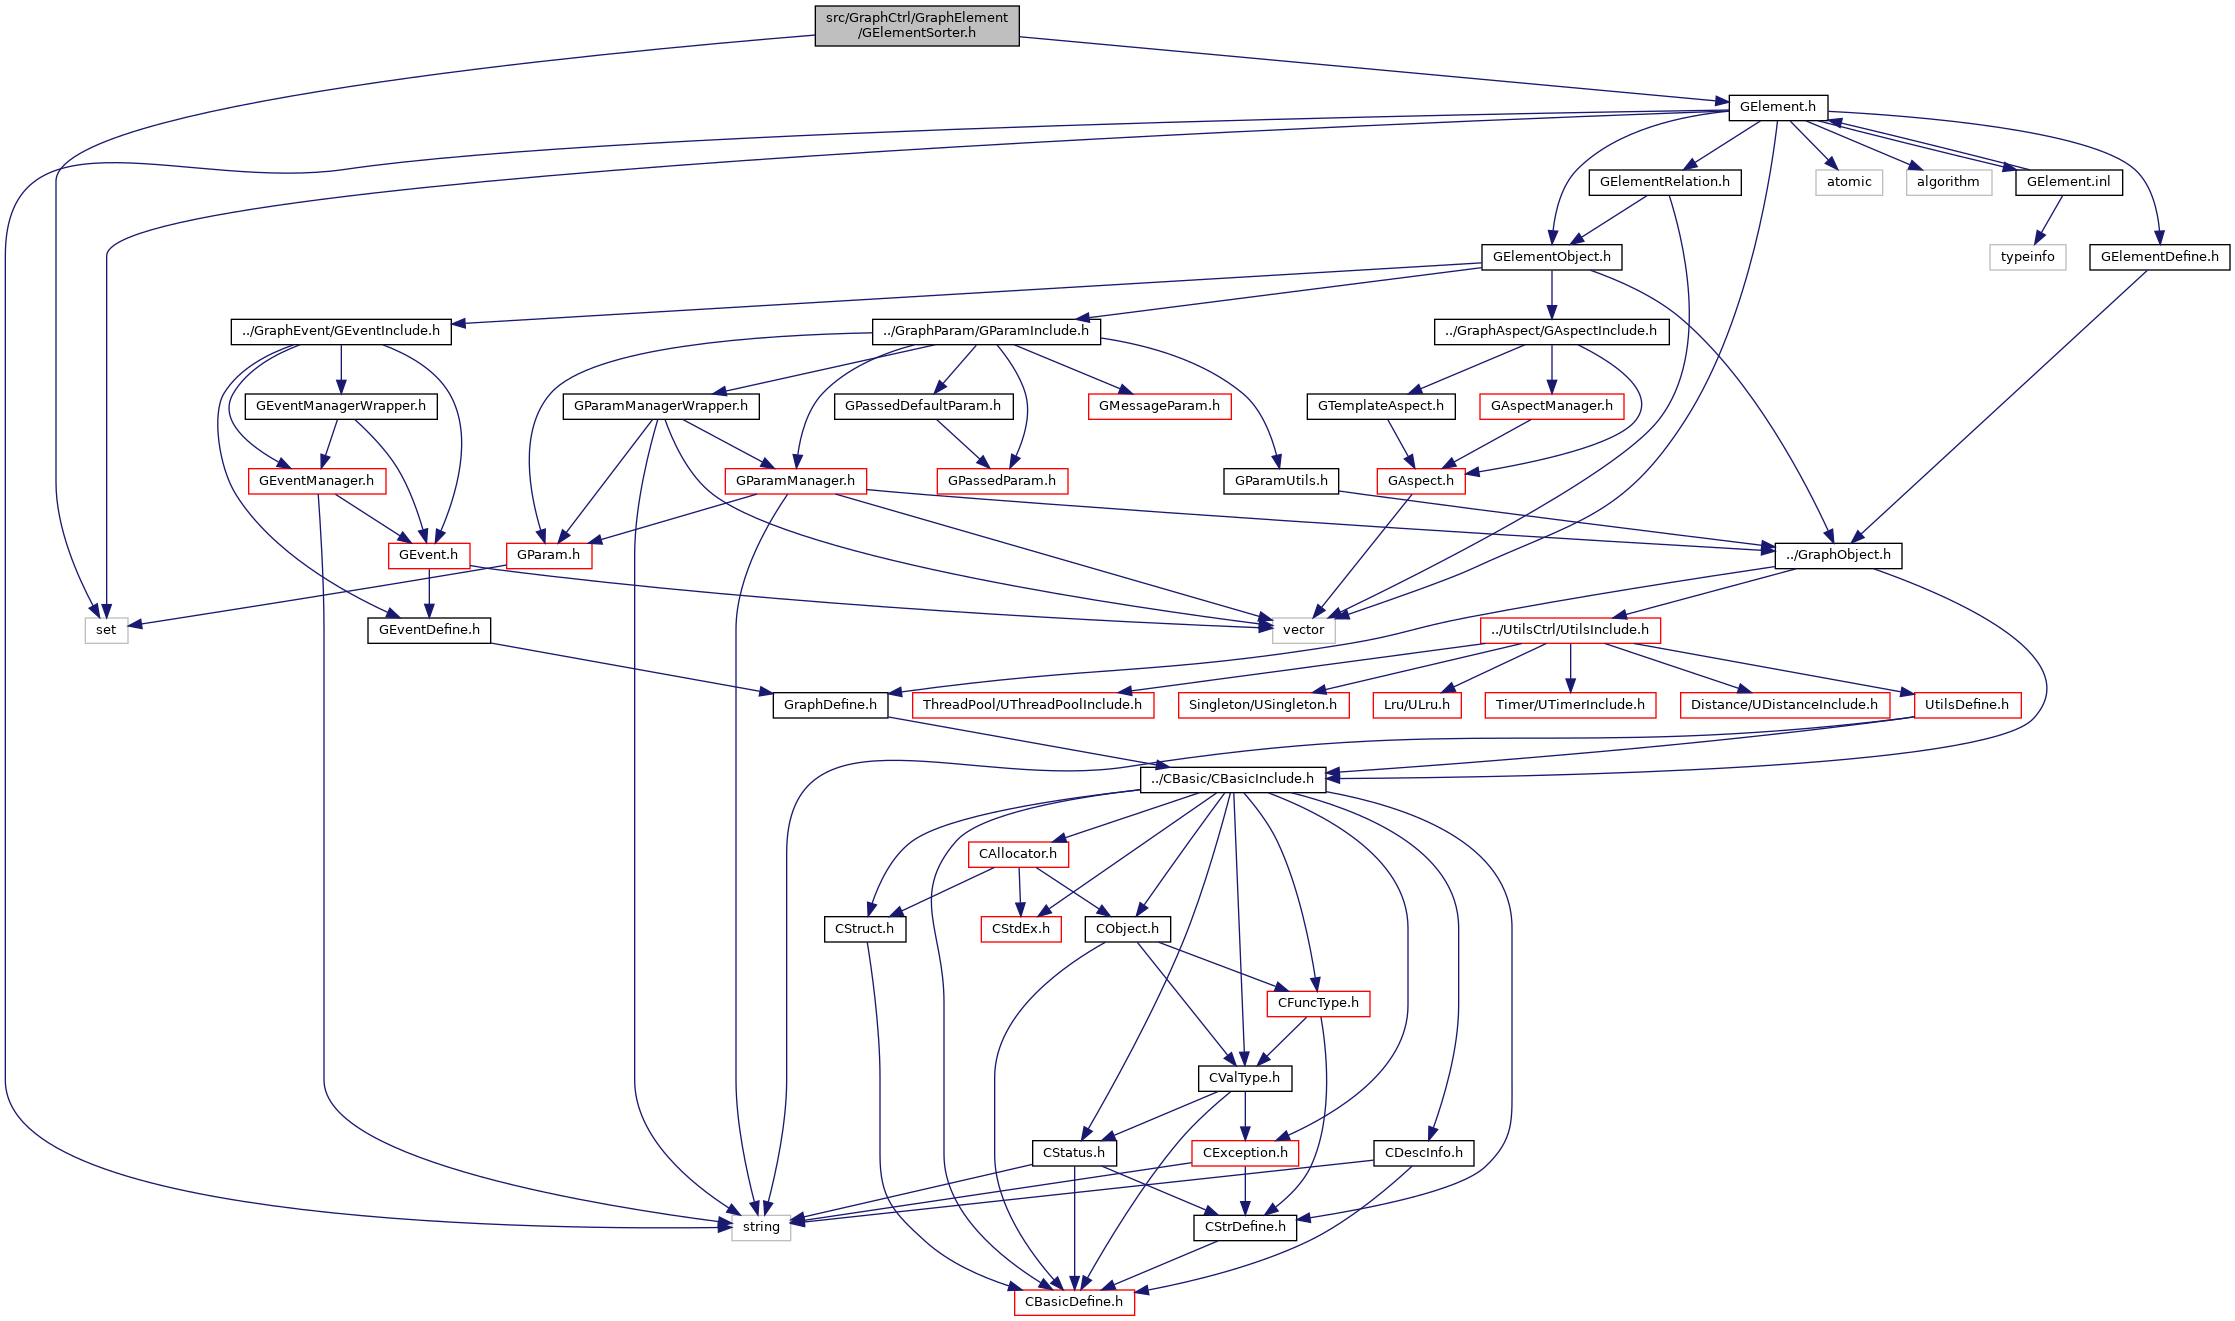 src/GraphCtrl/GraphElement
/GElementSorter.h
GElement.h
GElementRelation.h
atomic
algorithm
GElement.inl
GElementObject.h
typeinfo
GElementDefine.h
../GraphEvent/GEventInclude.h
../GraphParam/GParamInclude.h
../GraphAspect/GAspectInclude.h
GEventManagerWrapper.h
GParamManagerWrapper.h
GPassedDefaultParam.h
GMessageParam.h
GTemplateAspect.h
GAspectManager.h
GEventManager.h
GParamManager.h
GPassedParam.h
GParamUtils.h
GAspect.h
GEvent.h
GParam.h
../GraphObject.h
set
GEventDefine.h
vector
../UtilsCtrl/UtilsInclude.h
GraphDefine.h
ThreadPool/UThreadPoolInclude.h
Singleton/USingleton.h
Lru/ULru.h
Timer/UTimerInclude.h
Distance/UDistanceInclude.h
UtilsDefine.h
../CBasic/CBasicInclude.h
CAllocator.h
CStruct.h
CStdEx.h
CObject.h
CFuncType.h
CValType.h
CStatus.h
CException.h
CDescInfo.h
string
CStrDefine.h
CBasicDefine.h